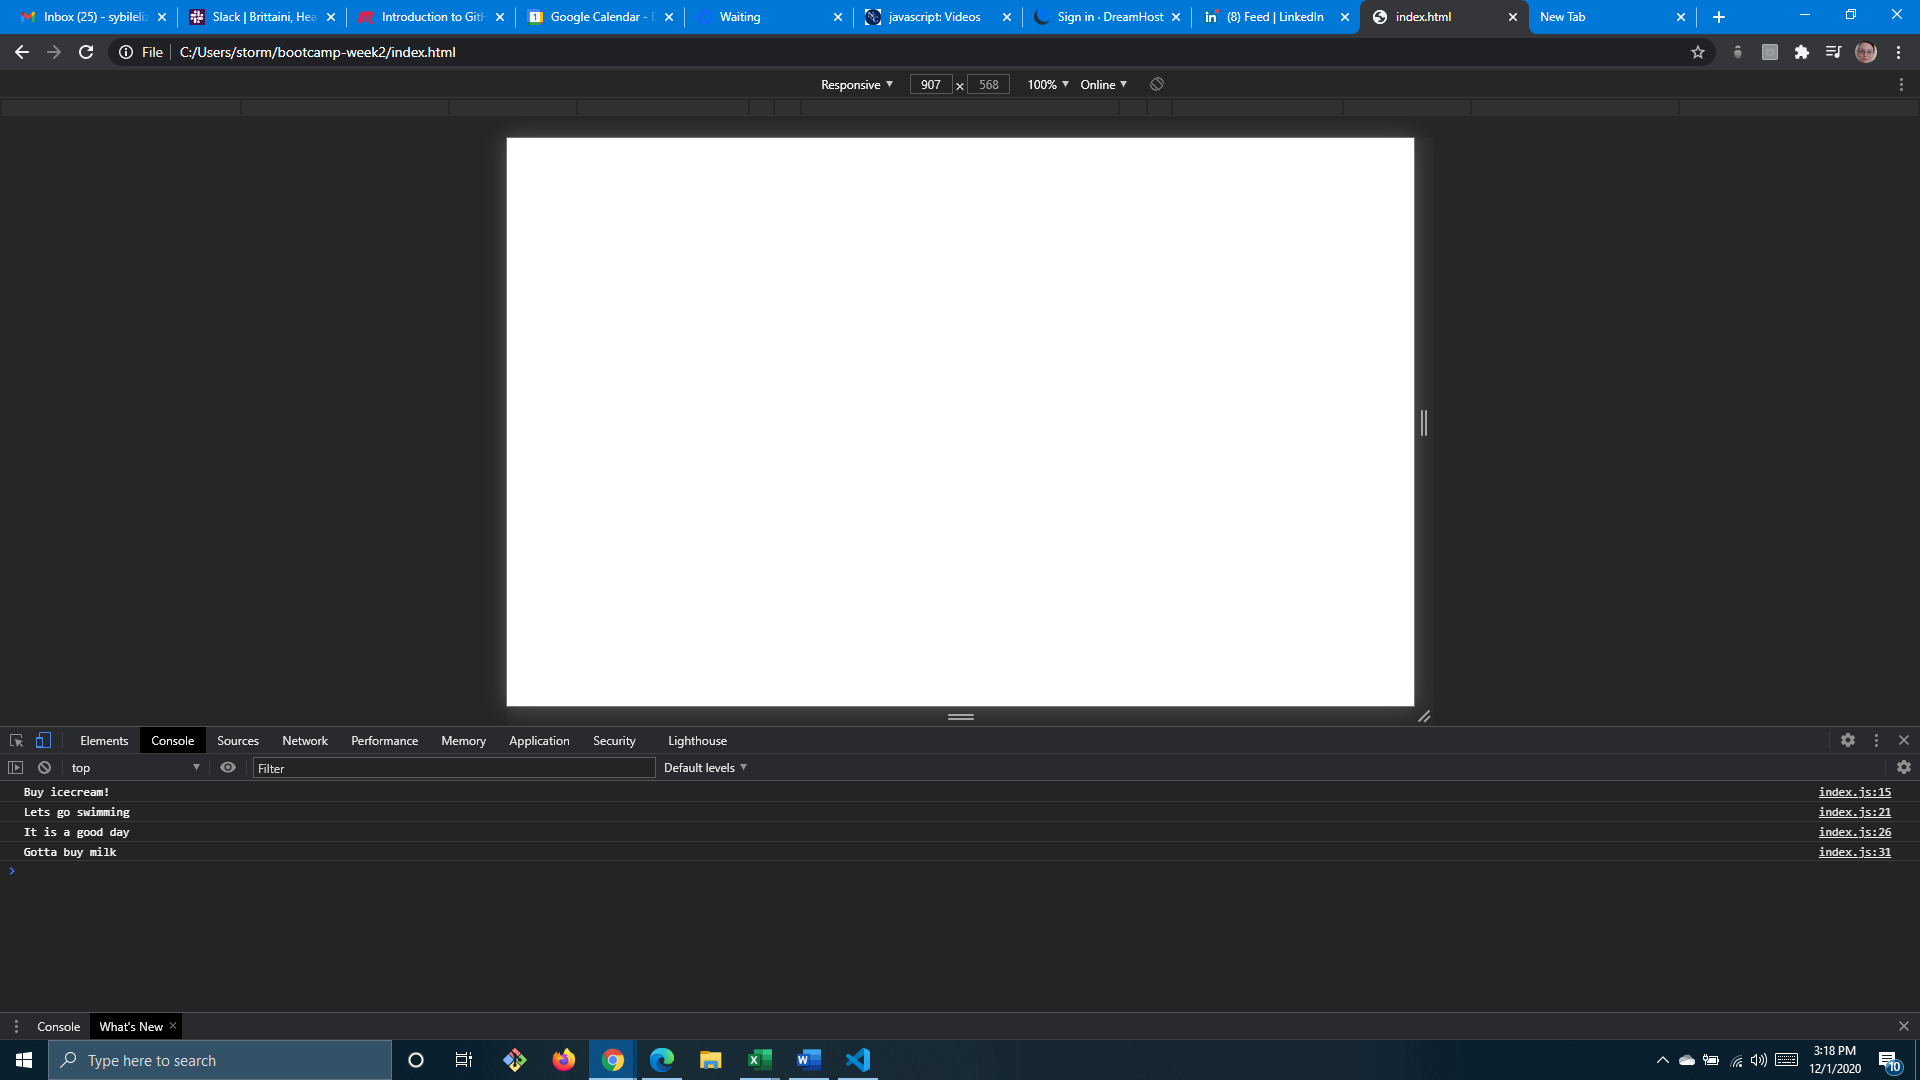 Inbox (25) - sybileliz
Slack | Brittaini, Hea
Introduction to GitH
Google Calendar - D
Waiting
javascript: Videos
Sign in · DreamHost
(8) Feed | LinkedIn
index.html
New Tab
File
C:/Users/storm/bootcamp-week2/index.html
Responsive 907 × 568 100% Online
Elements Console Sources Network Performance Memory Application Security Lighthouse
top Filter Default levels
Buy icecream! index.js:15
Lets go swimming index.js:21
It is a good day index.js:26
Gotta buy milk index.js:31
Console What's New
Type here to search
3:18 PM
12/1/2020
10